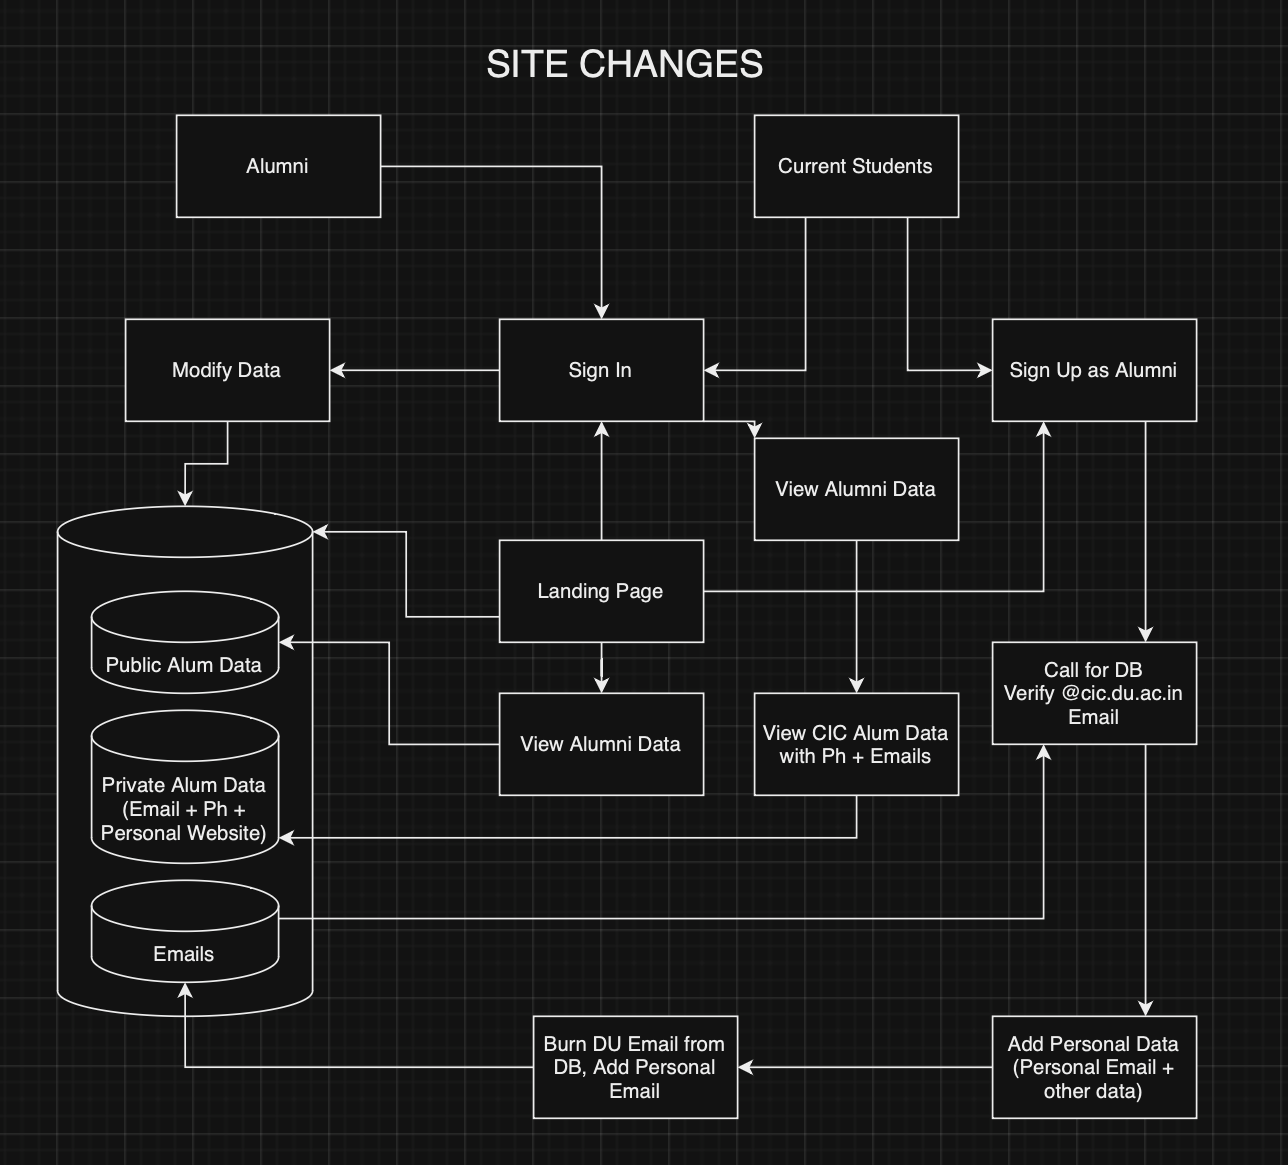 SITE CHANGES
Alumni
Current Students
Modify Data
Sign In
Sign Up as Alumni
View Alumni Data
Landing Page
Public Alum Data
Call for DB
Verify @cic.du.ac.in
Email
View Alumni Data
View CIC Alum Data
with Ph + Emails
Private Alum Data
(Email + Ph +
Personal Website)
Emails
Burn DU Email from
DB, Add Personal
Email
Add Personal Data
(Personal Email +
other data)